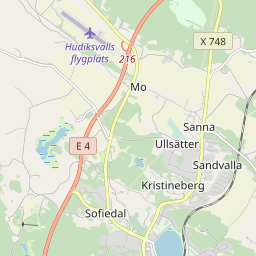 Hudiksvalls
flygplats
X 748
216
Mo
Sanna
Ullsätter
E 4
Sandvalla
Kristineberg
Sofiedal